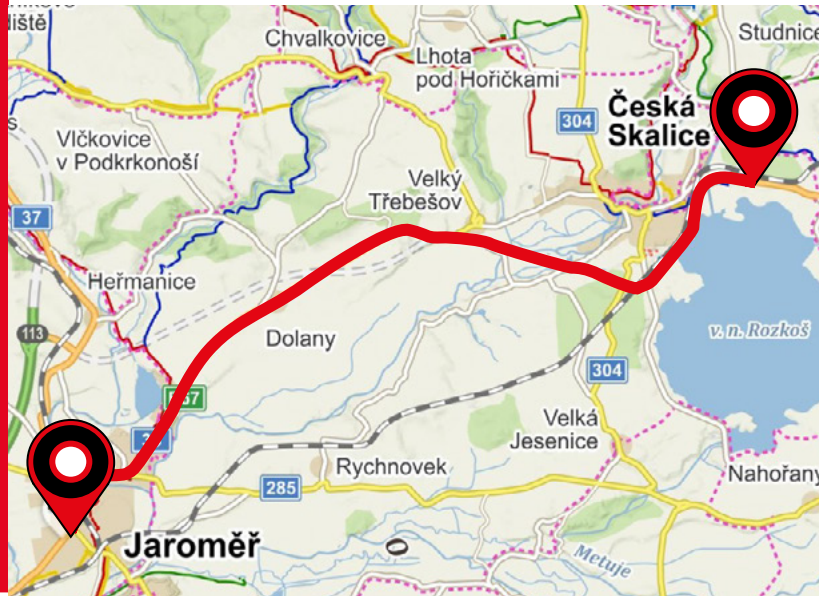 diště
Chvalkovice
Lhota
pod Hořičkami
Studnice
Česká
Skalice
304
Vlčkovice
v Podkrkonoší
Velký
Třebešov
37
Heřmanice
113
Dolany
v. n. Rozkoš
304
Velká
Jesenice
Rychnovek
285
Nahořany
Jaroměř
Metuje